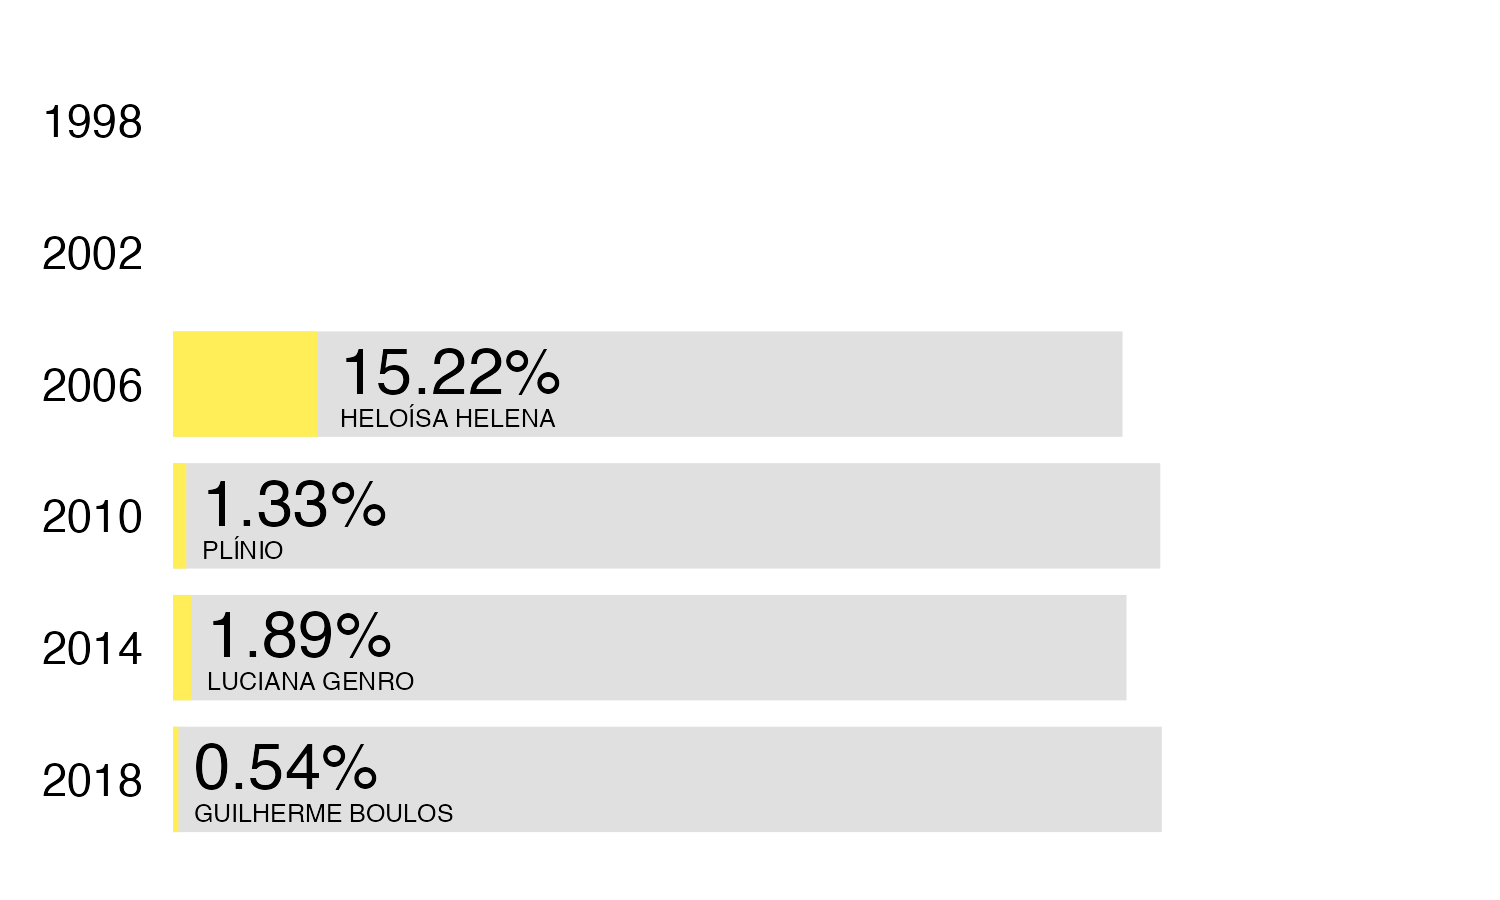 1998
2002
2006
15.22%
HELOÍSA HELENA
2010
1.33%
PLÍNIO
2014
1.89%
LUCIANA GENRO
2018
0.54%
GUILHERME BOULOS